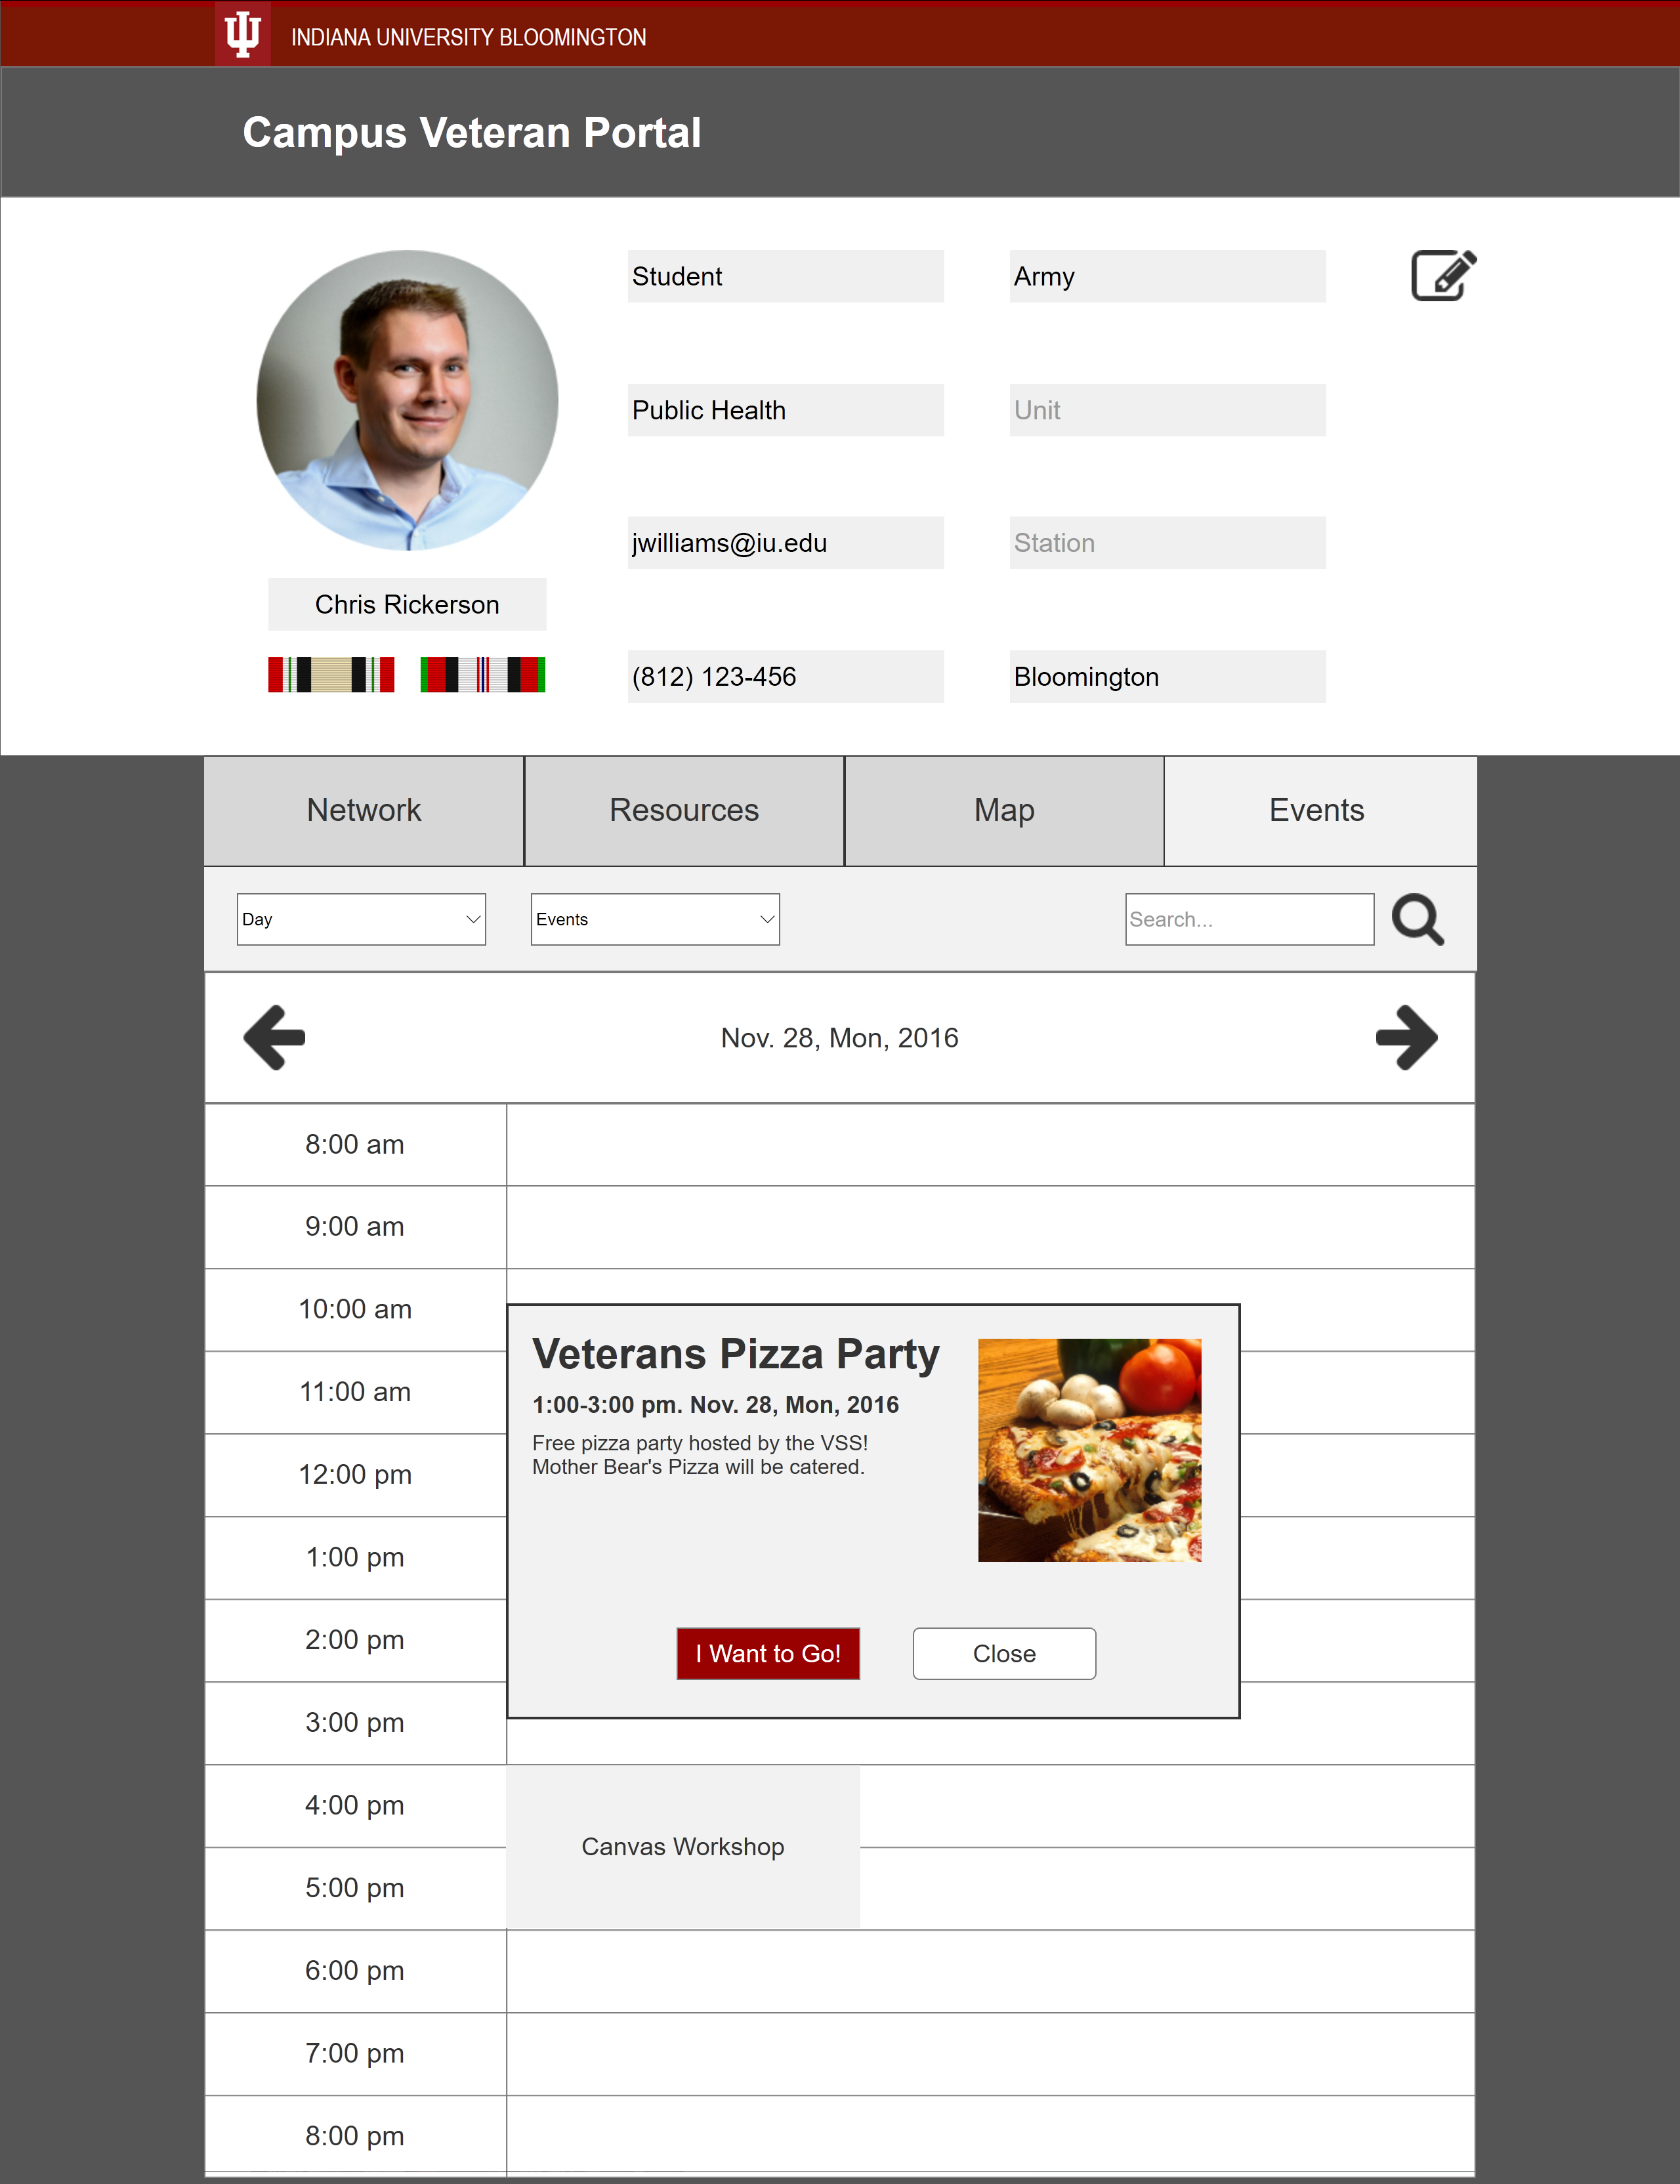 INDIANA UNIVERSITY BLOOMINGTON
Campus Veteran Portal
Student
Army
Public Health
Unit
jwilliams@iu.edu
Station
Chris Rickerson
(812) 123-456
Bloomington
Network
Resources
Map
Events
Day
Events
Search...
Nov. 28, Mon, 2016
8:00 am
9:00 am
10:00 am
11:00 am
12:00 pm
1:00 pm
2:00 pm
3:00 pm
4:00 pm
5:00 pm
6:00 pm
7:00 pm
8:00 pm
Veterans Pizza Party
1:00-3:00 pm. Nov. 28, Mon, 2016
Free pizza party hosted by the VSS!
Mother Bear's Pizza will be catered.
I Want to Go!
Close
Canvas Workshop